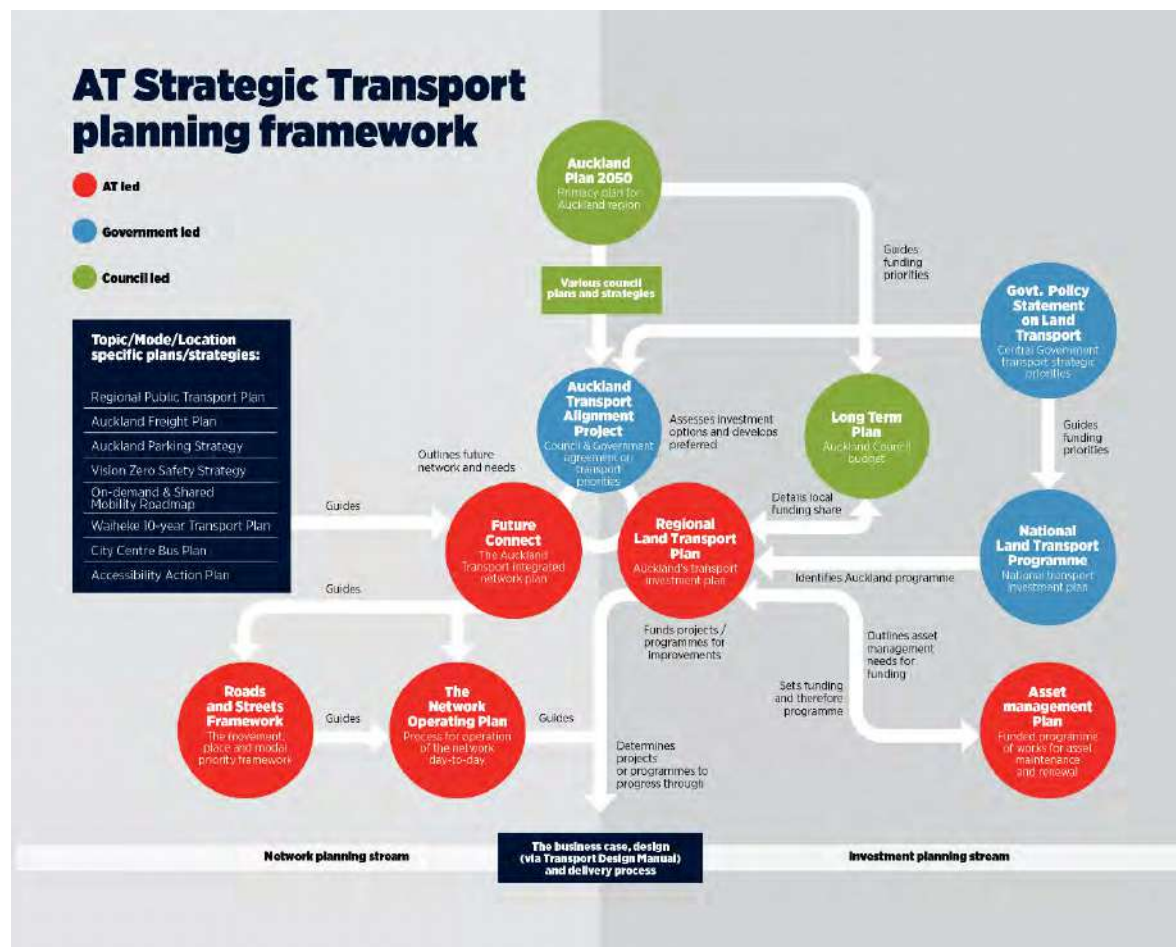 AT Strategic Transport
planning framework
AT led
Government led
Council led
Topic/Mode/Location
specific plans/strategies:
Regional Public Transport Plan
Auckland Freight Plan
Auckland Parking Strategy
Vision Zero Safety Strategy
On-demand & Shared
Mobility Roadmap
Waiheke 10-year Transport Plan
City Centre Bus Plan
Accessibility Action Plan
Auckland
Plan 2050
Primacy plan for
Auckland region
Various council
plans and strategies
Guides
funding
priorities
Govt. Policy
Statement
on Land
Transport
Central Government
transport strategic
priorities
Auckland
Transport
Alignment
Project
Council & Government
agreement on
transport
priorities
Assesses investment
options and develops
preferred
Long Term
Plan
Auckland Council
budget
Guides
funding
priorities
Outlines future
network and needs
Guides
Future
Connect
The Auckland
Transport integrated
network plan
Regional
Land Transport
Plan
Auckland's transport
investment plan
Details local
funding share
Identifies Auckland programme
National
Land Transport
Programme
National transport
investment plan
Guides
Funds projects /
programmes for
improvements
Outlines asset
management
needs for
funding
Sets funding
and therefore
programme
Roads
and Streets
Framework
The movement,
place and modal
priority framework
Guides
The
Network
Operating Plan
Process for operation
of the network
day-to-day.
Guides
Determines
projects
or programmes to
progress through
Asset
management
Plan
Funded programme
of works for asset
maintenance
and renewal
Network planning stream
The business case, design
(via Transport Design Manual)
and delivery process
Investment planning stream